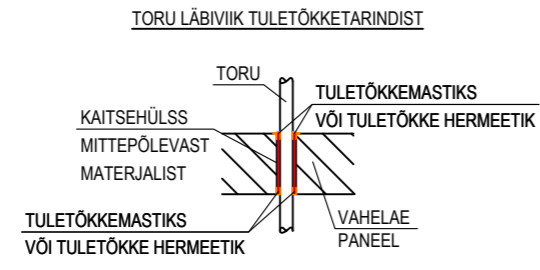 TORU LÄBIVIIK TULETÕKKETARINDIST
TORU
TULETÕKKEMASTIKS
VÕI TULETÕKKE HERMEETIK
KAITSEHÜLSS
MITTEPÕLEVAST
MATERJALIST
TULETÕKKEMASTIKS
VÕI TULETÕKKE HERMEETIK
VAHELAE
PANEEL